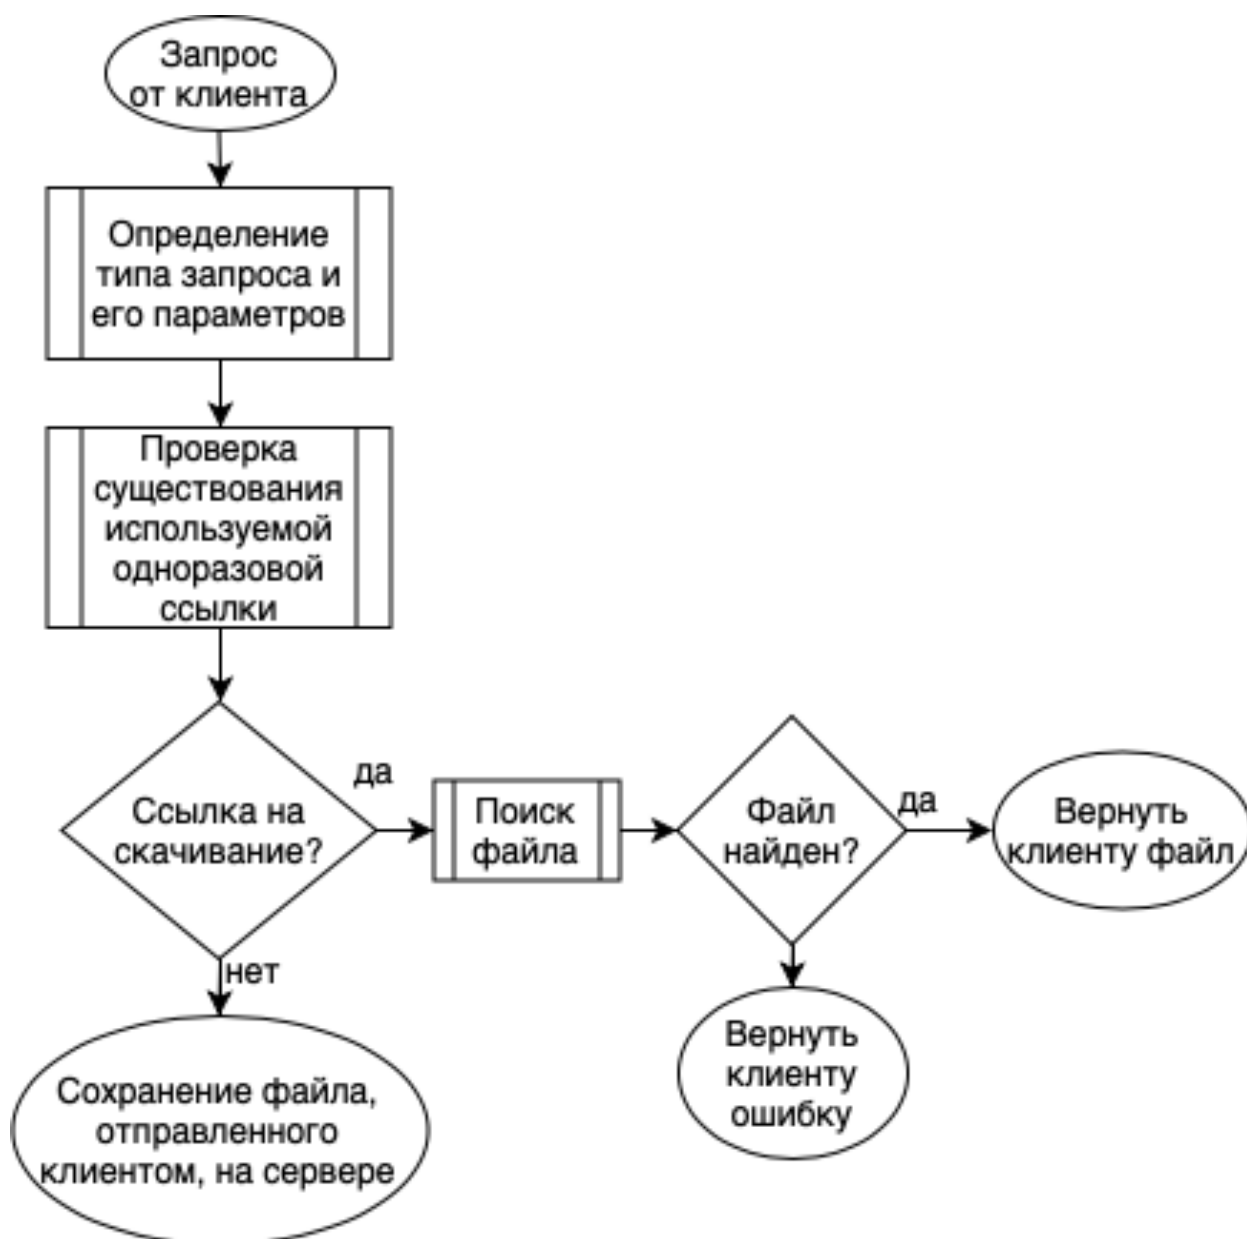 Запрос
от клиента
Определение
типа запроса и
его параметров
Проверка
существования
используемой
одноразовой
ссылки
Ссылка на
скачивание?
да
Поиск
файла
Файл
найден?
да
Вернуть
клиенту файл
нет
Сохранение файла,
отправленного
клиентом, на сервере
Вернуть
клиенту
ошибку